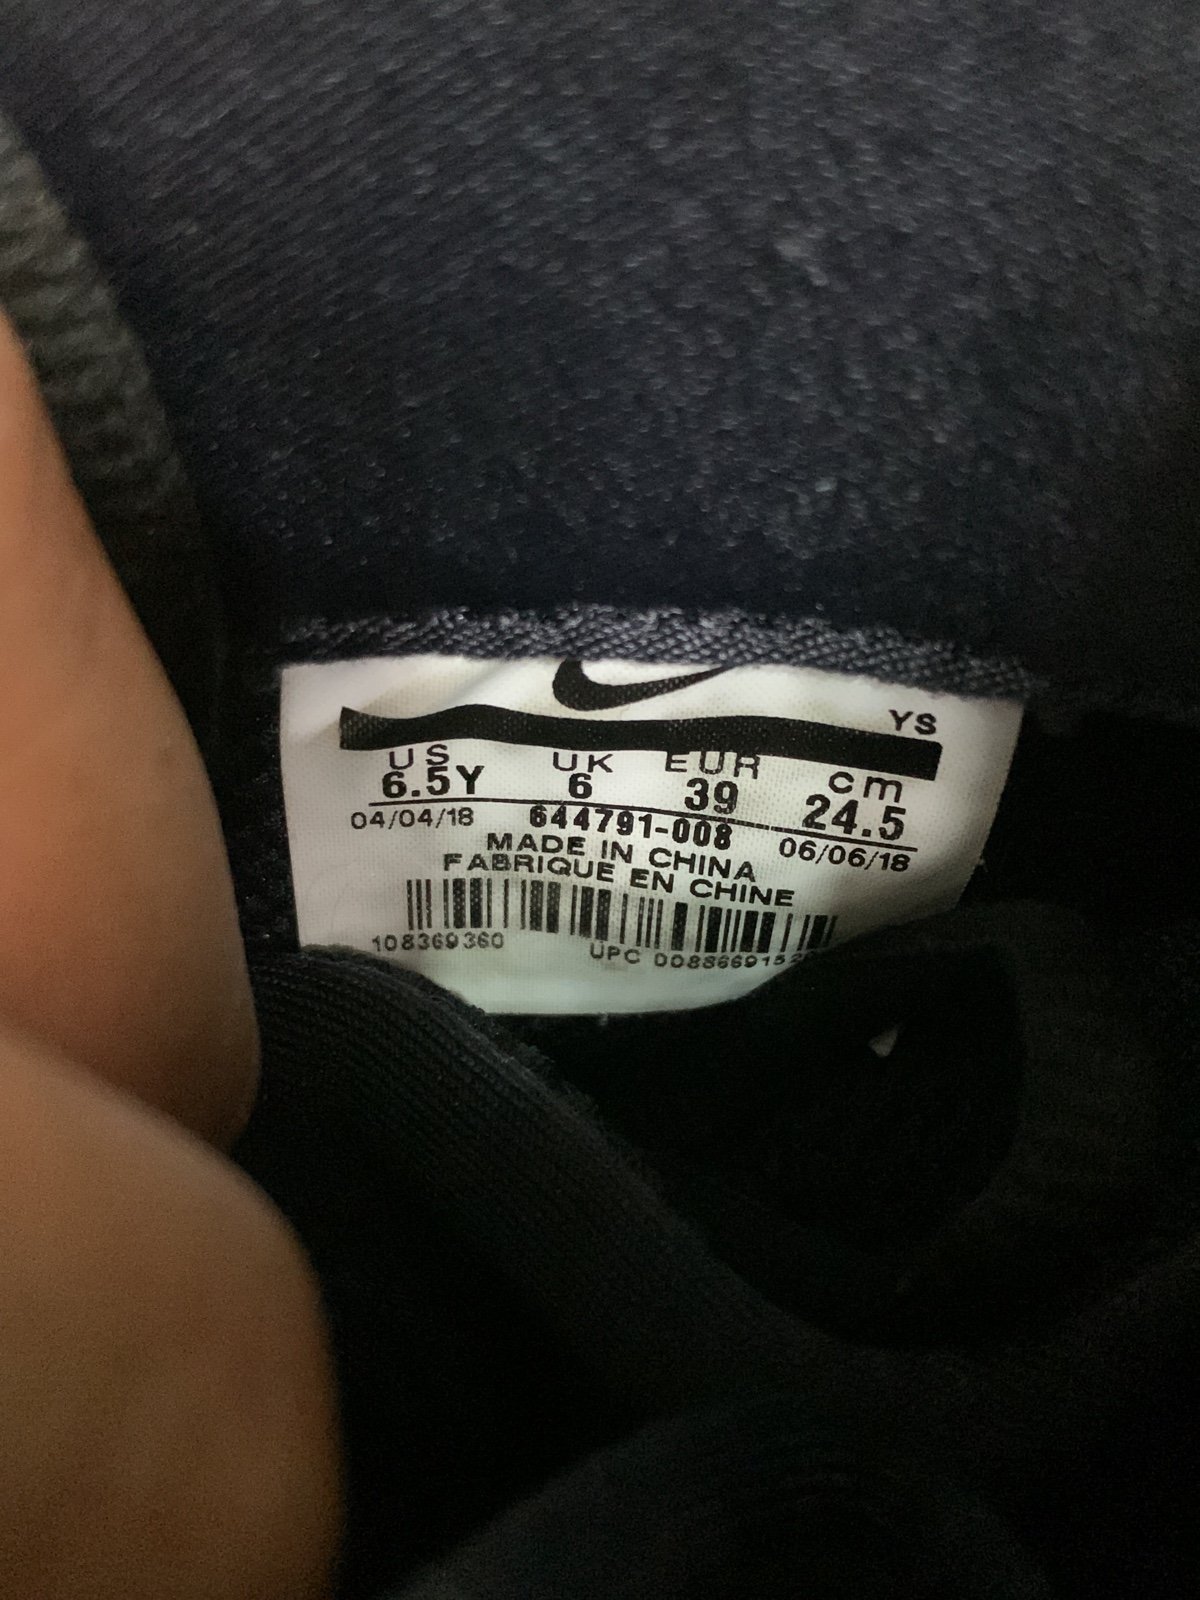 YS
US UK EUR cm
6.5Y 6 39 24.5
04/04/18 644791-008 06/06/18
MADE IN CHINA
FABRIQUE EN CHINE
108369360 UPC 0088669152